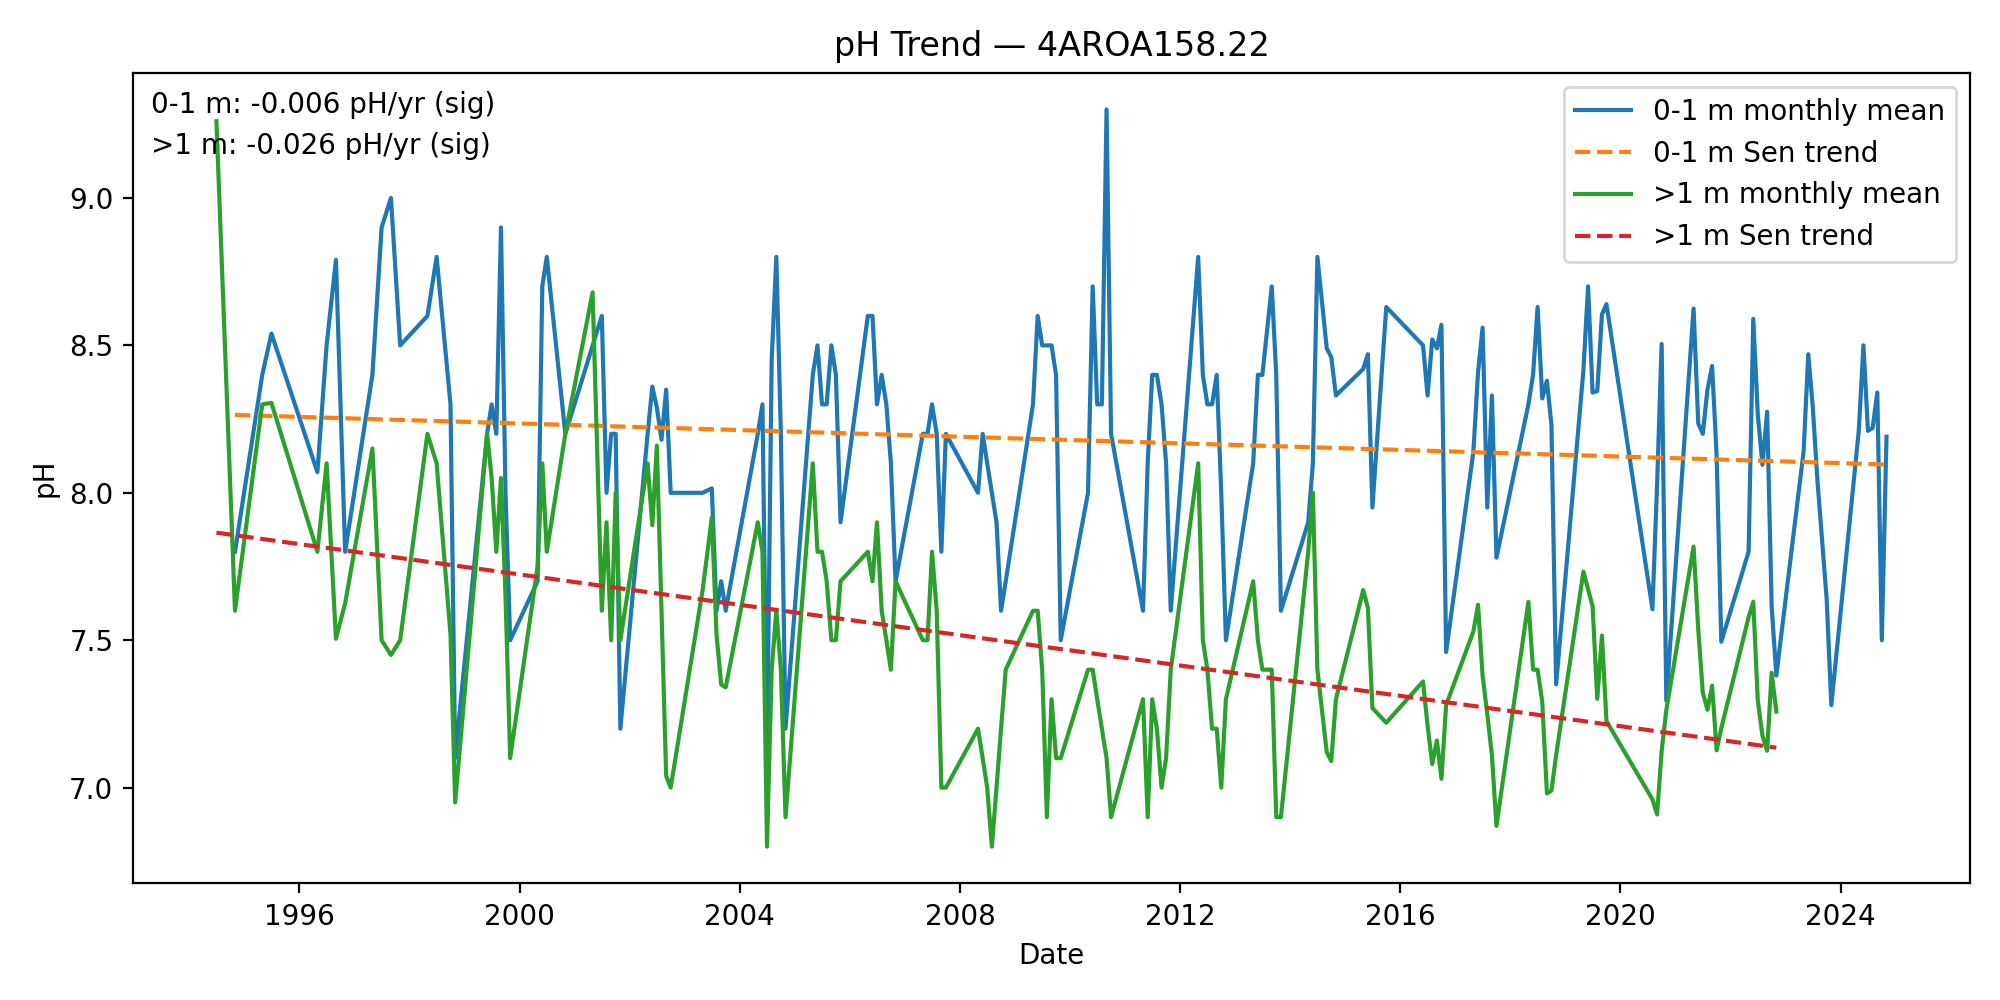 pH Trend — 4AROA158.22
0-1 m: -0.006 pH/yr (sig)
>1 m: -0.026 pH/yr (sig)
0-1 m monthly mean
0-1 m Sen trend
>1 m monthly mean
>1 m Sen trend
pH
9.0
8.5
8.0
7.5
7.0
1996 2000 2004 2008 2012 2016 2020 2024
Date